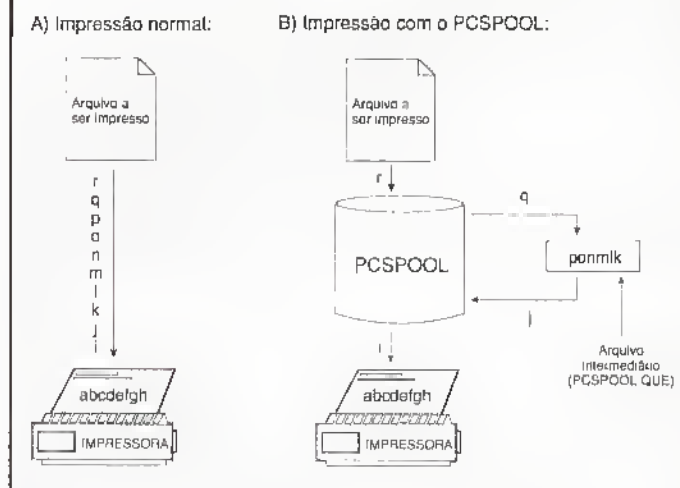 A) Impressão normal:
B) Impressão com o PCSPOOL:
Arquivo a
ser impresso
r
q
p
o
n
m
l
k
j
i
abcdefgh
IMPRESSORA
Arquivo a
ser impresso
r
PCSPOOL
q
ponmlk
j
i
Arquivo
Intermediário
(PCSPOOL QUE)
abcdefgh
IMPRESSORA